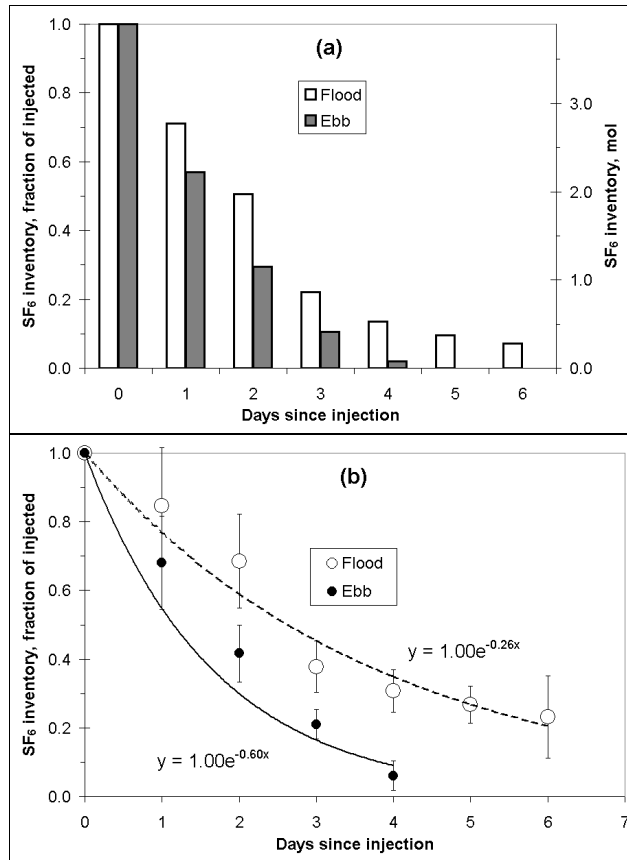 (a)
Flood
Ebb
SF₆ inventory, fraction of injected
1.0
0.8
0.6
0.4
0.2
0.0
3.0
2.0
1.0
0.0
SF₆ inventory, mol
0 1 2 3 4 5 6
Days since injection
(b)
Flood
Ebb
SF₆ inventory, fraction of injected
1.0
0.8
0.6
0.4
0.2
0.0
y = 1.00e⁻⁰·²⁶ˣ
y = 1.00e⁻⁰·⁶⁰ˣ
0 1 2 3 4 5 6 7
Days since injection